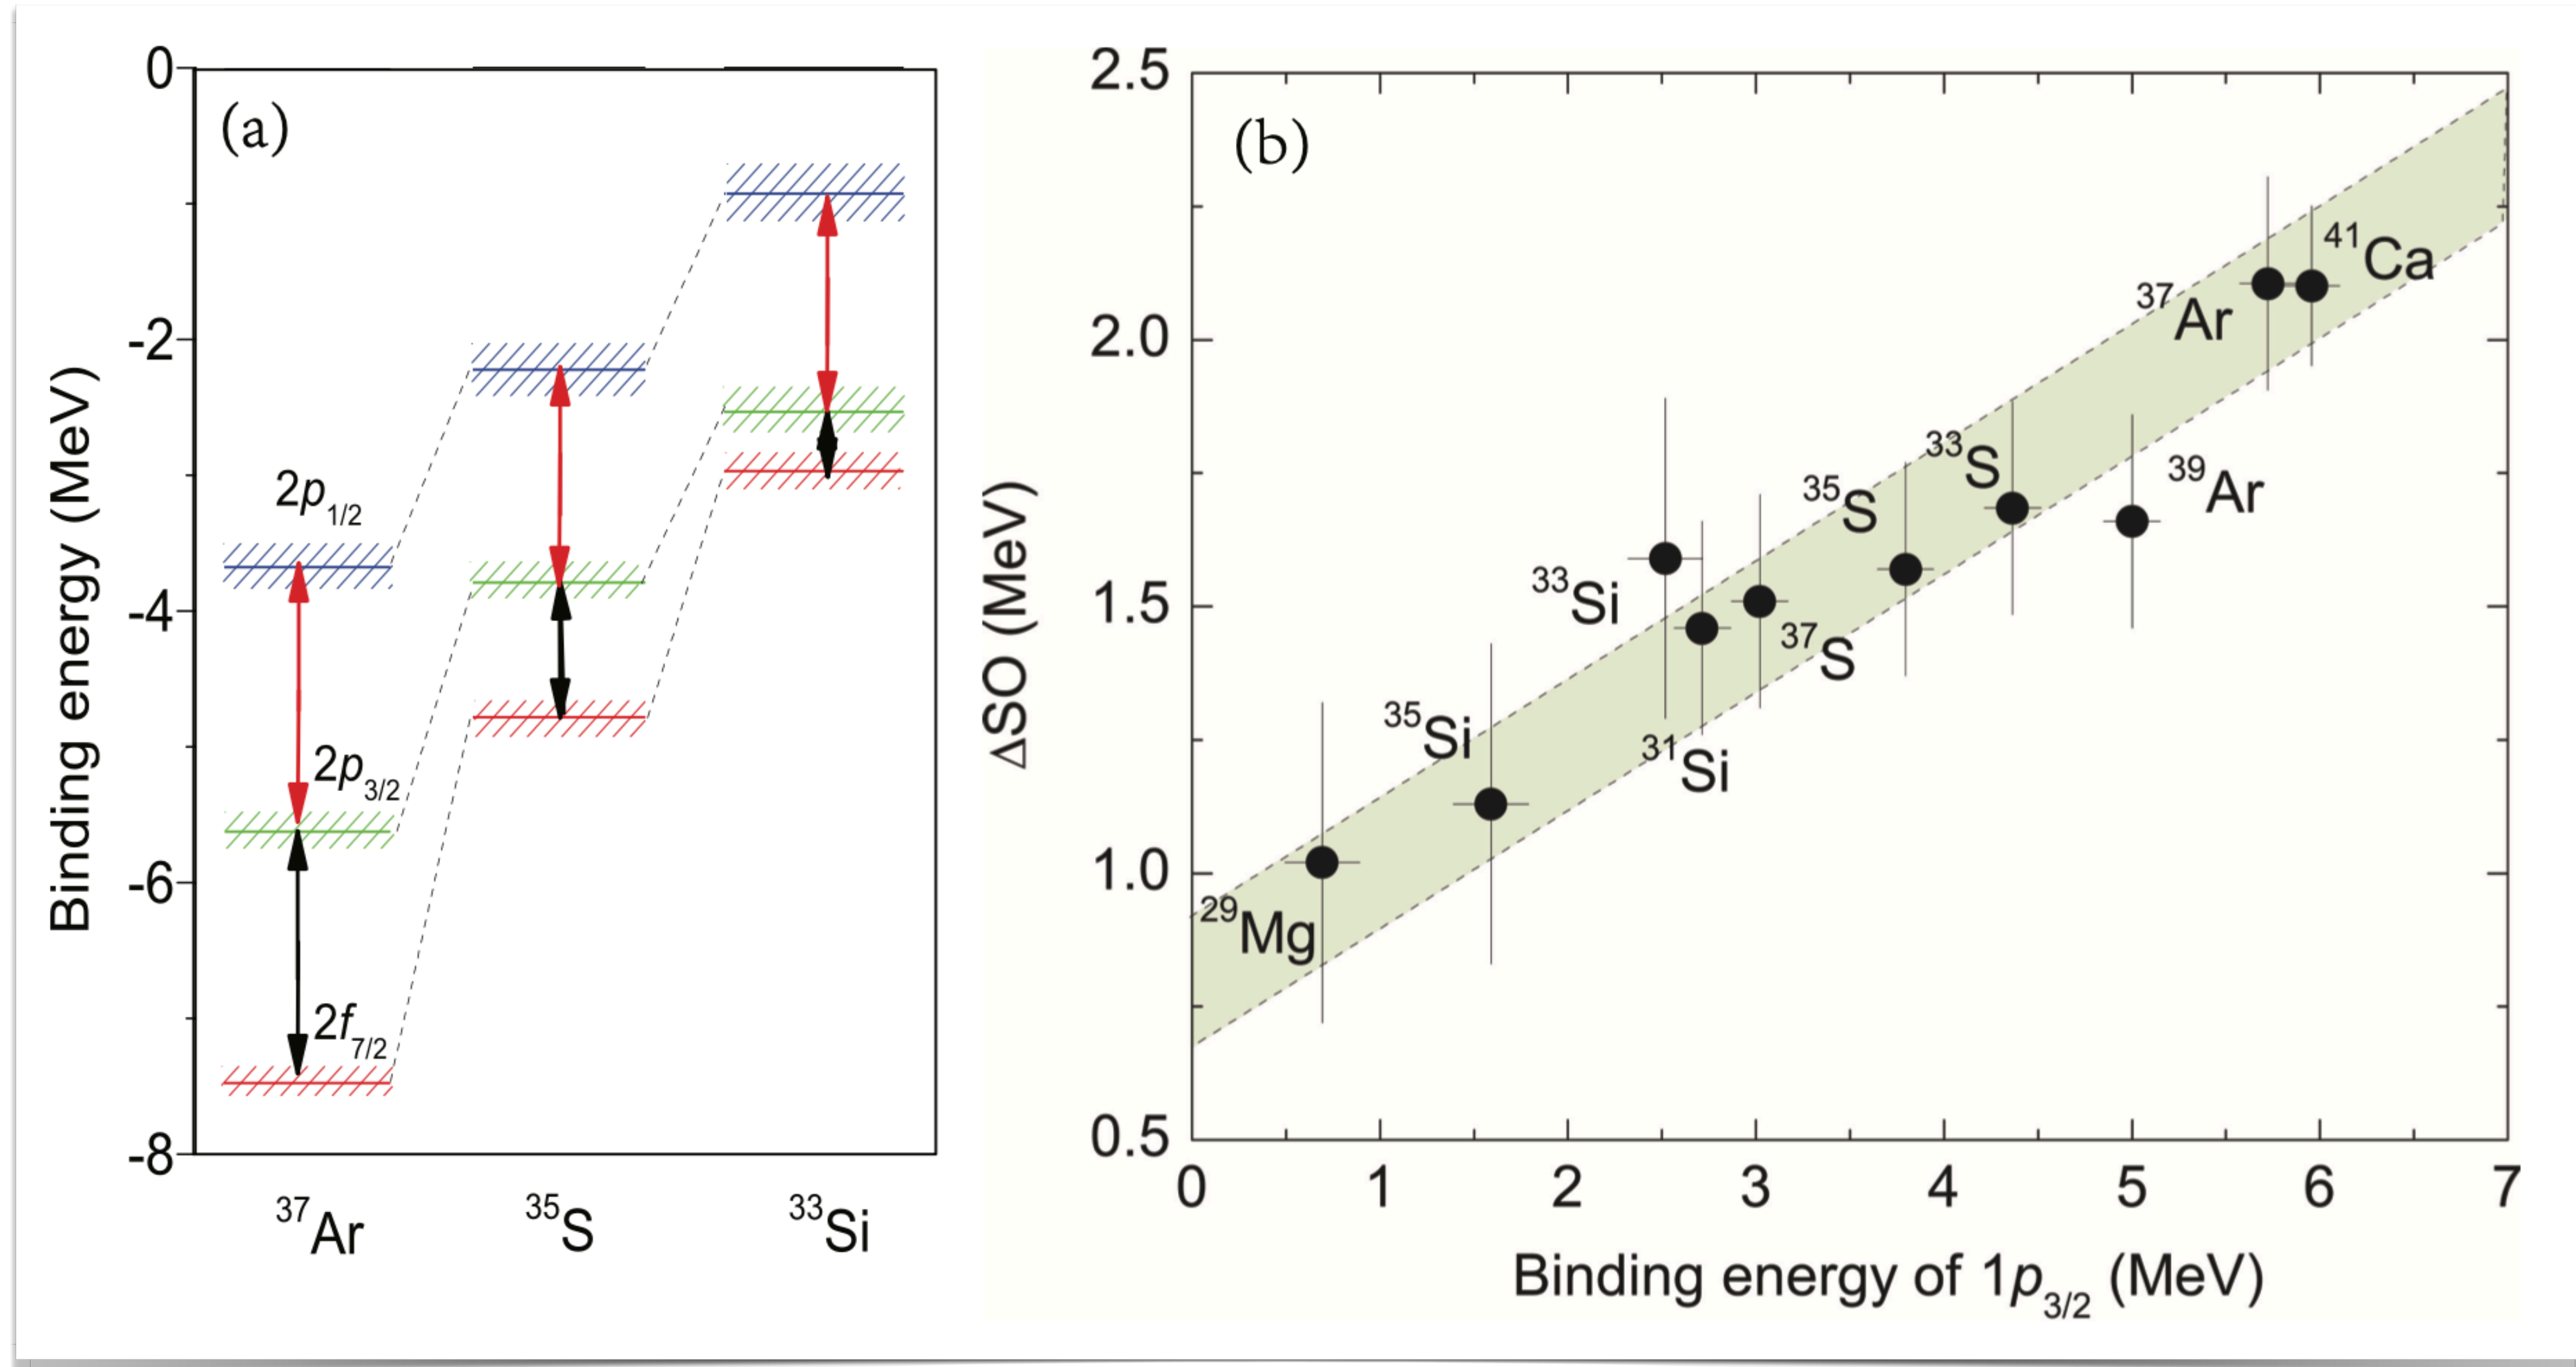 (a)
Binding energy (MeV)
0
-2
-4
-6
-8
2p1/2
2p3/2
2f7/2
37Ar
35S
33Si
(b)
ΔSO (MeV)
2.5
2.0
1.5
1.0
0.5
41Ca
37Ar
33S
39Ar
35S
33Si
37S
35Si
31Si
29Mg
0 1 2 3 4 5 6 7
Binding energy of 1p3/2 (MeV)